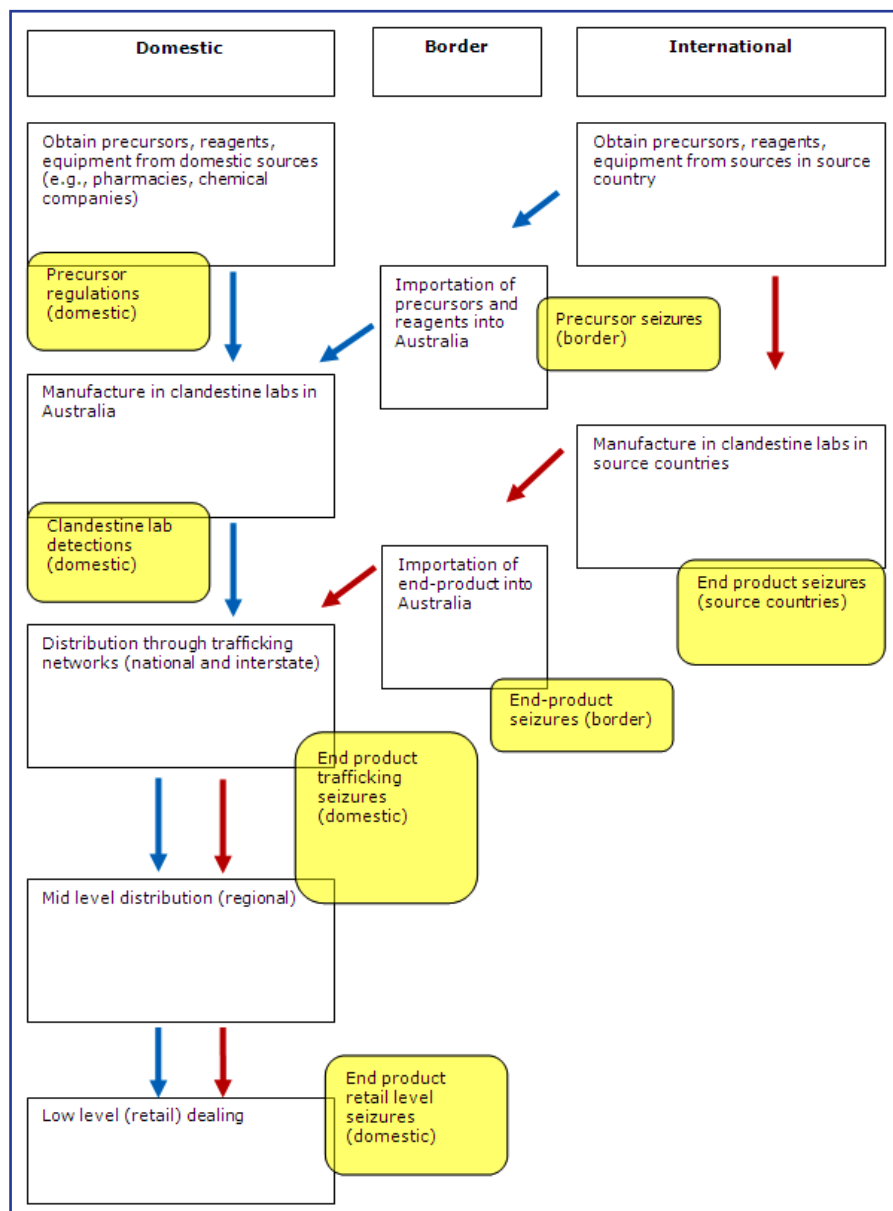 Domestic
Border
International
Obtain precursors, reagents,
equipment from domestic sources
(e.g., pharmacies, chemical
companies)
Obtain precursors, reagents,
equipment from sources in source
country
Precursor
regulations
(domestic)
Importation of
precursors and
reagents into
Australia
Precursor seizures
(border)
Manufacture in clandestine labs in
Australia
Manufacture in clandestine labs in
source countries
Clandestine lab
detections
(domestic)
Importation of
end-product into
Australia
End product seizures
(source countries)
Distribution through trafficking
networks (national and interstate)
End-product
seizures (border)
End product
trafficking
seizures
(domestic)
Mid level distribution (regional)
End product
retail level
seizures
(domestic)
Low level (retail) dealing